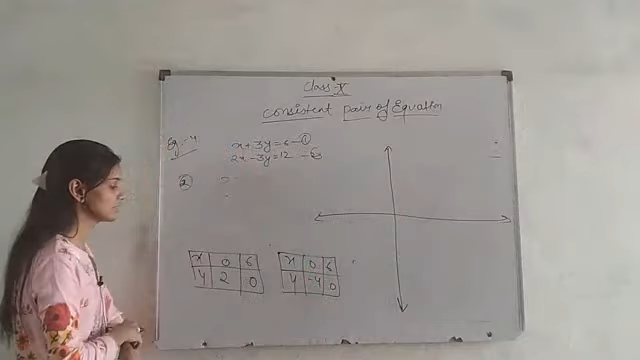 Class-X
Consistent pair of Equation
Eg:-4
x+3y=6-①
2x-3y=12-②
②
x 0 6
y 2 0
x 0 6
y -4 0